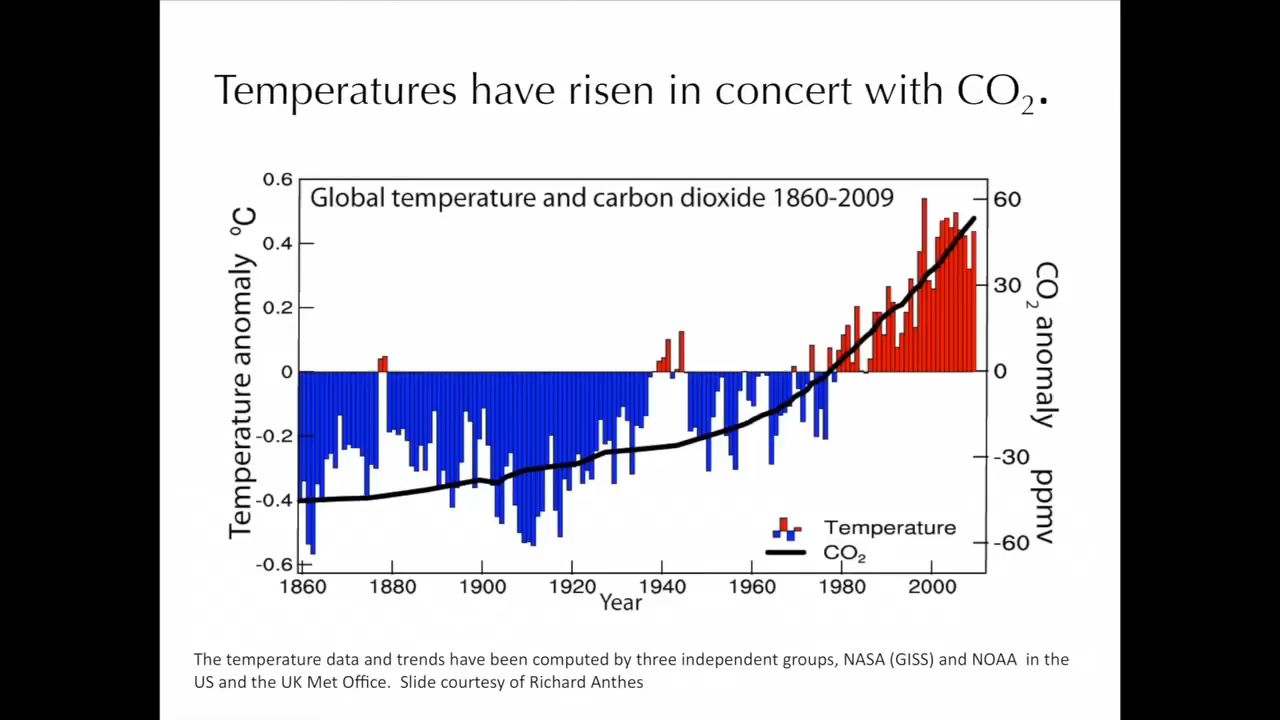 Temperatures have risen in concert with CO₂.
Global temperature and carbon dioxide 1860-2009
Temperature anomaly ºC
0.6
0.4
0.2
0
-0.2
-0.4
-0.6
60
30
0
-30
-60
CO₂ anomaly ppmv
Temperature
CO₂
1860 1880 1900 1920 1940 1960 1980 2000
Year
The temperature data and trends have been computed by three independent groups, NASA (GISS) and NOAA in the
US and the UK Met Office. Slide courtesy of Richard Anthes